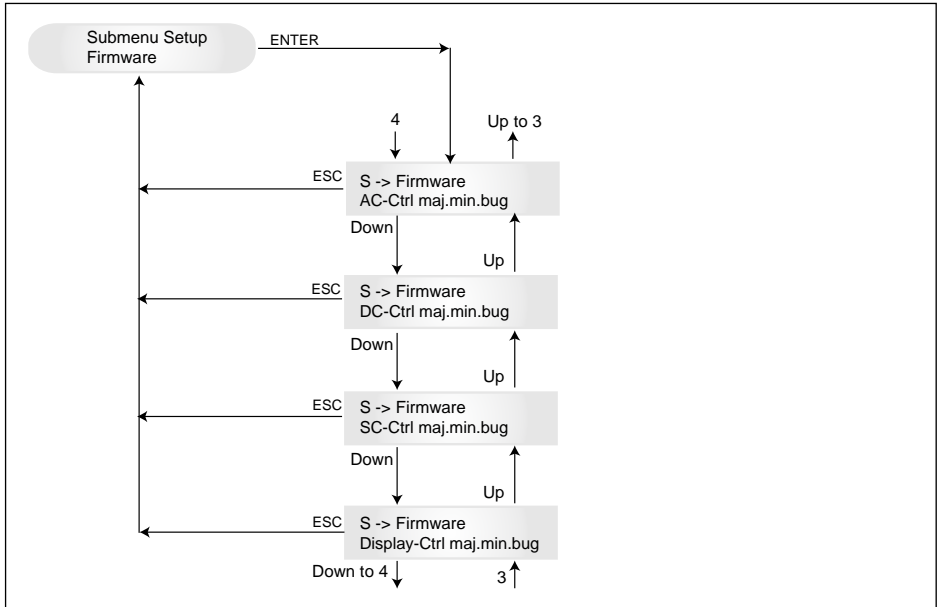 Submenu Setup
Firmware
ENTER
4
Up to 3
ESC
S -> Firmware
AC-Ctrl maj.min.bug
Down
Up
ESC
S -> Firmware
DC-Ctrl maj.min.bug
Down
Up
ESC
S -> Firmware
SC-Ctrl maj.min.bug
Down
Up
ESC
S -> Firmware
Display-Ctrl maj.min.bug
Down to 4
3